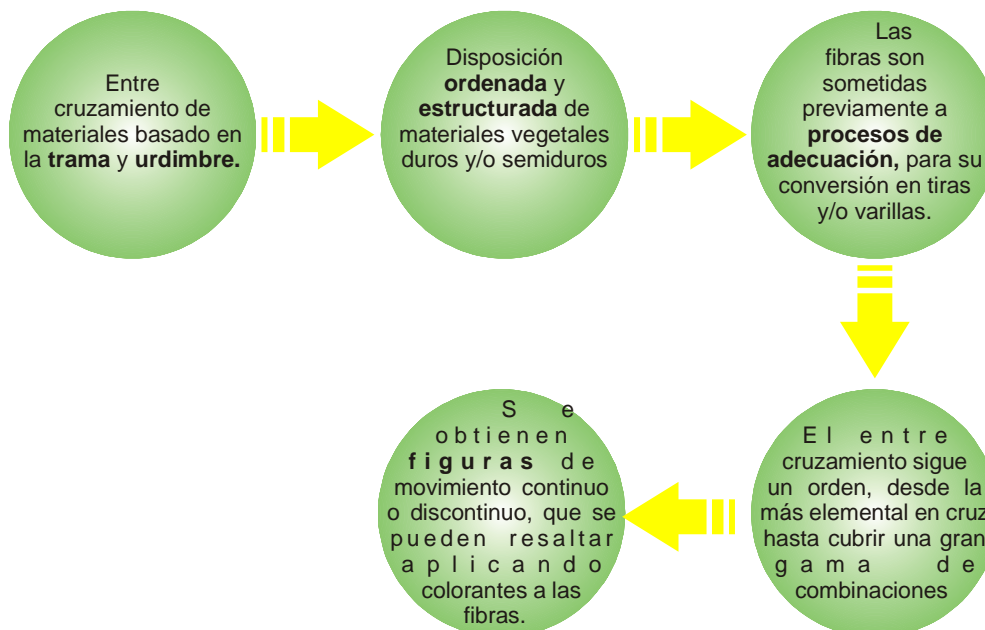 Entre
cruzamiento de
materiales basado en
la trama y urdimbre.
Disposición
ordenada y
estructurada de
materiales vegetales
duros y/o semiduros
Las
fibras son
sometidas
previamente a
procesos de
adecuación, para su
conversión en tiras
y/o varillas.
El entre
cruzamiento sigue
un orden, desde la
más elemental en cruz
hasta cubrir una gran
gama de
combinaciones
Se
obtienen
figuras de
movimiento continuo
o discontinuo, que se
pueden resaltar
aplicando
colorantes a las
fibras.